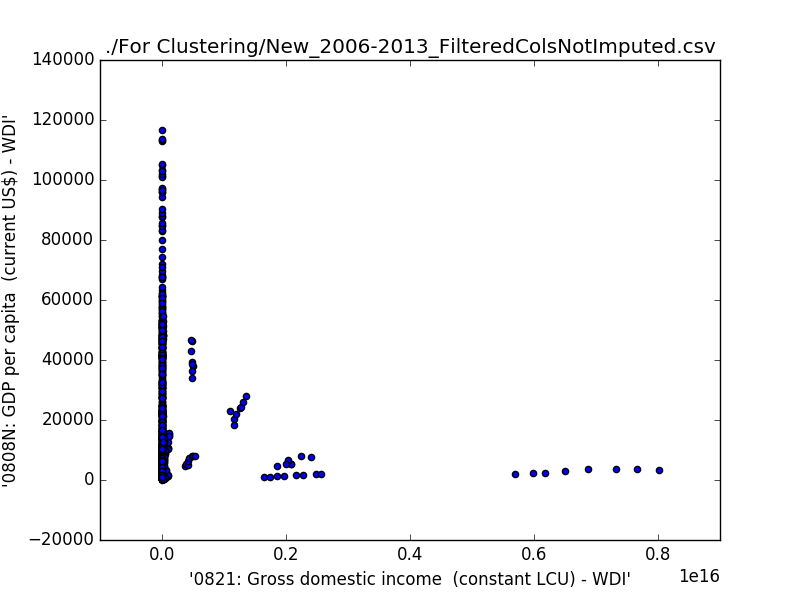 ./For Clustering/New_2006-2013_FilteredColsNotImputed.csv
140000
120000
100000
80000
60000
40000
20000
0
−20000
'0808N: GDP per capita  (current US$) - WDI'
0.0 0.2 0.4 0.6 0.8
1e16
'0821: Gross domestic income  (constant LCU) - WDI'